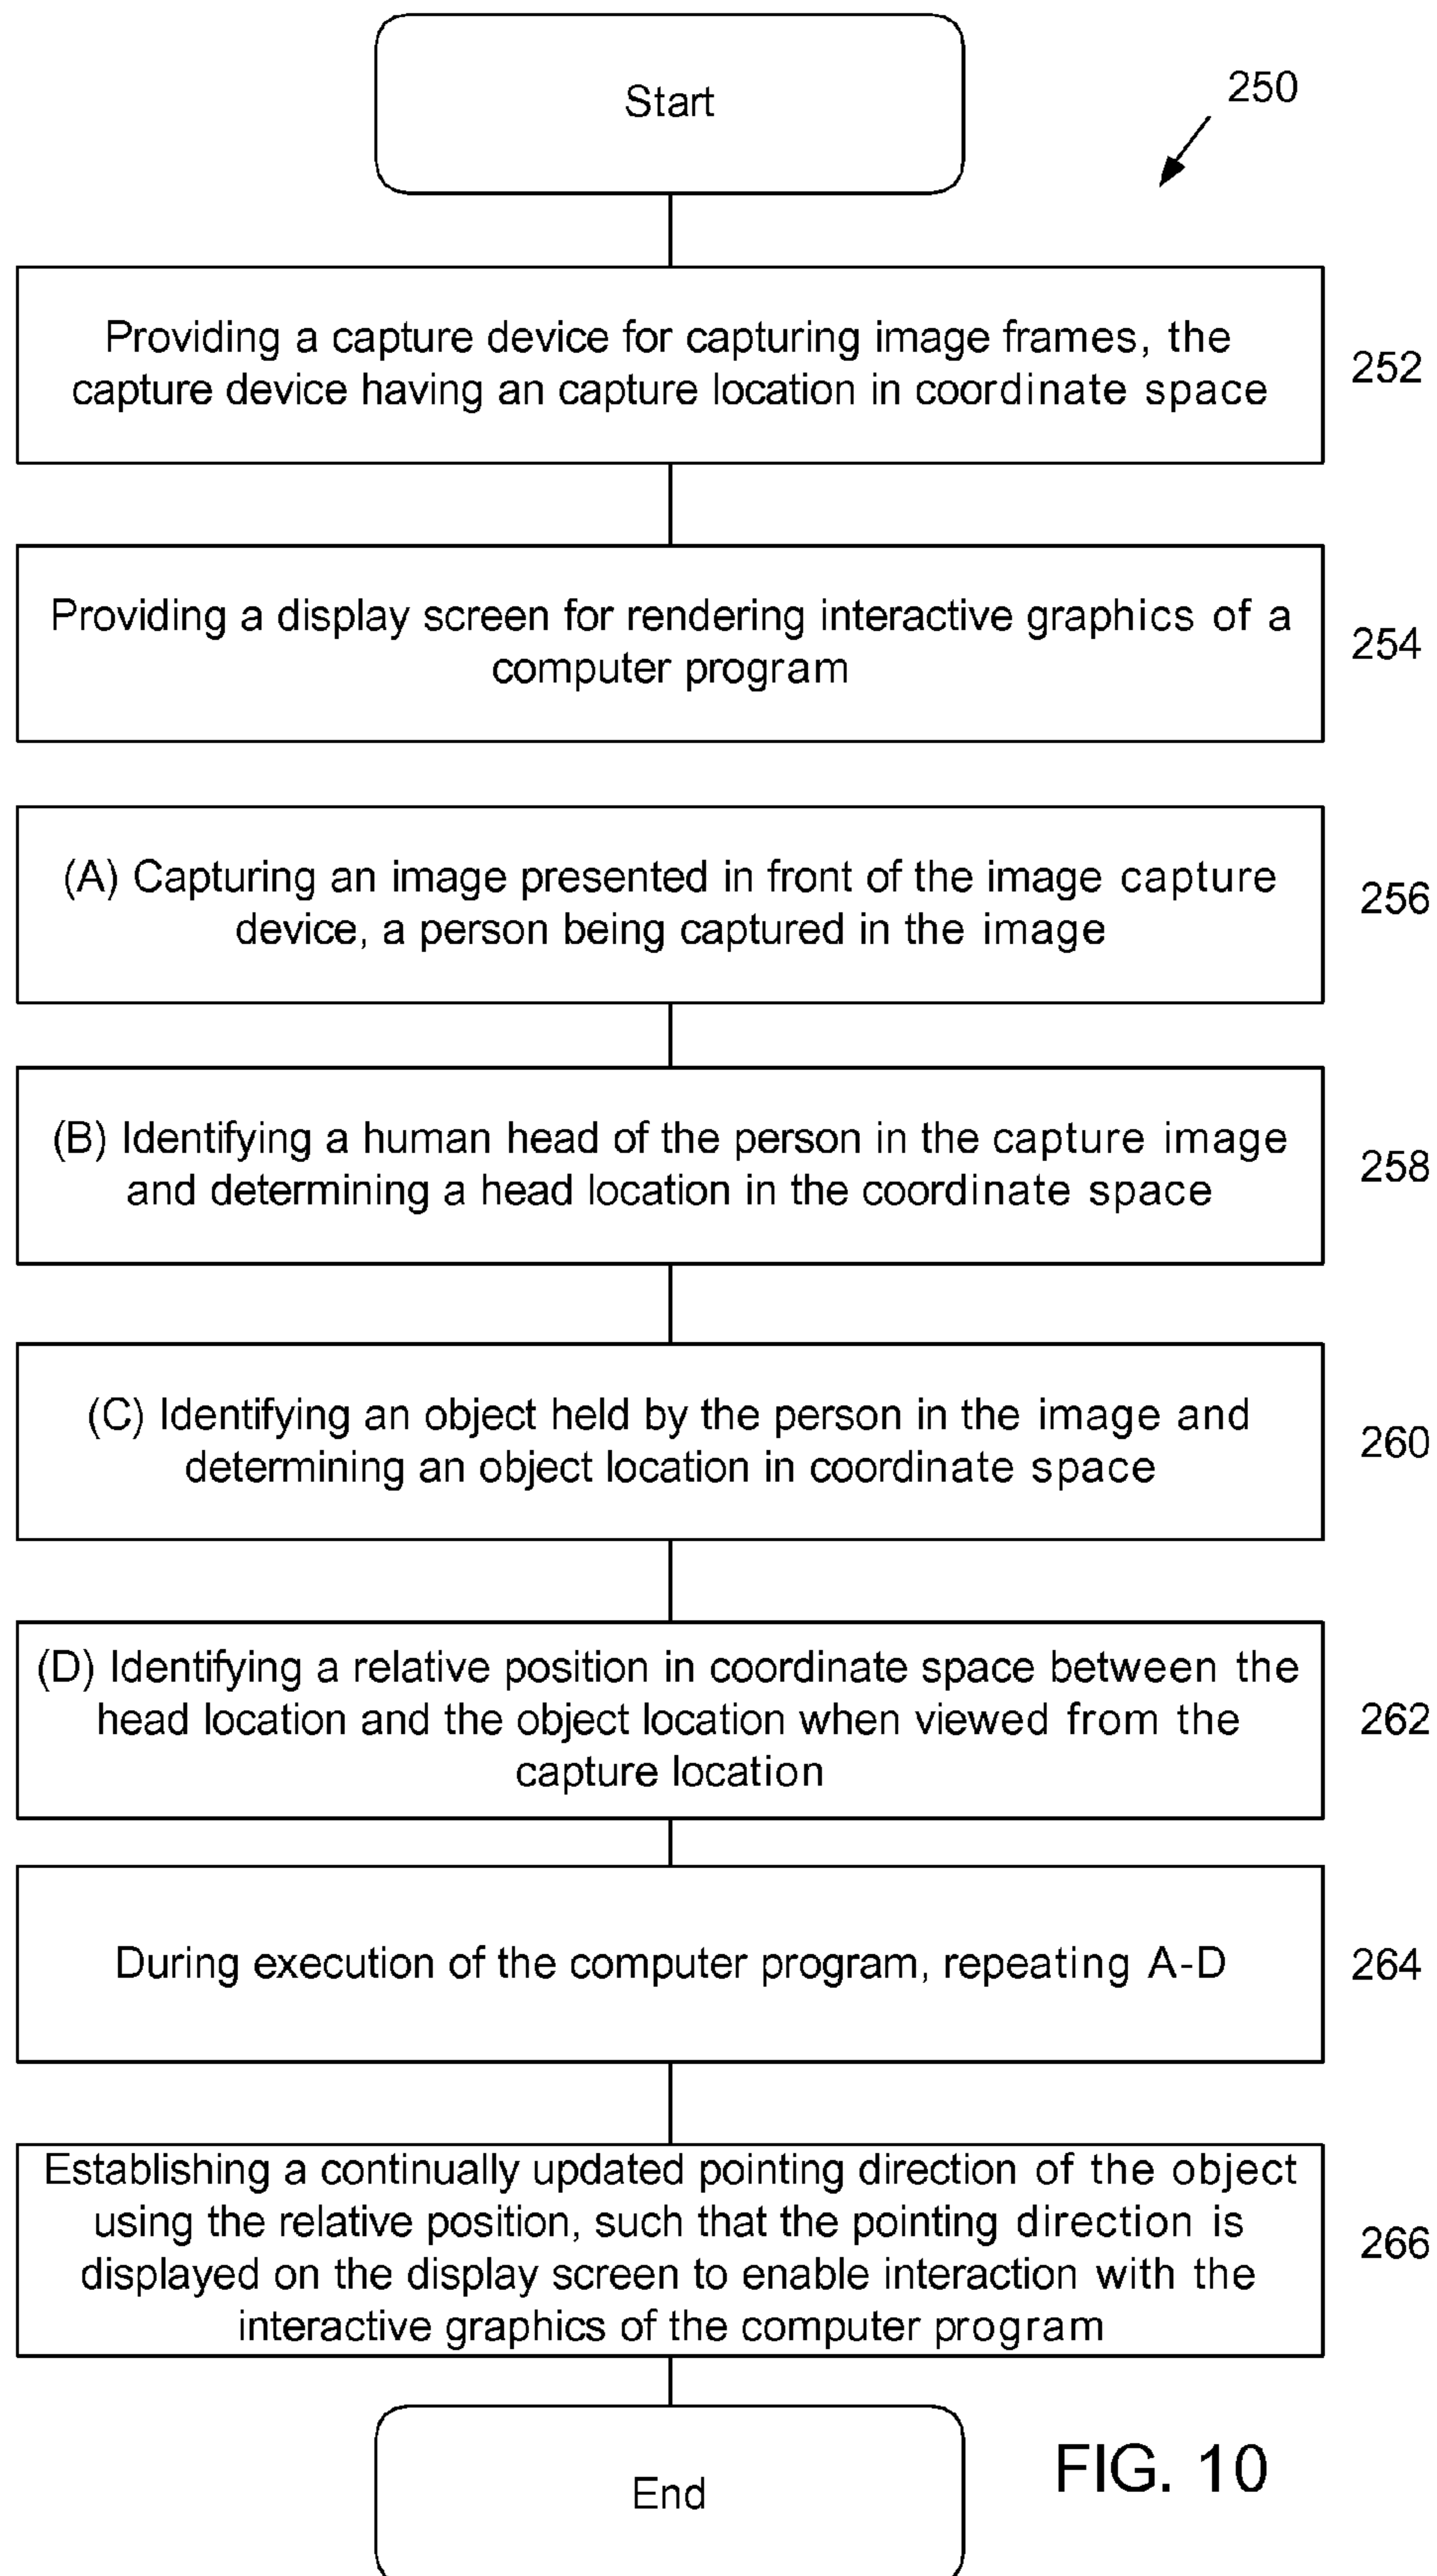 Start
250
Providing a capture device for capturing image frames, the
capture device having an capture location in coordinate space
252
Providing a display screen for rendering interactive graphics of a
computer program
254
(A) Capturing an image presented in front of the image capture
device, a person being captured in the image
256
(B) Identifying a human head of the person in the capture image
and determining a head location in the coordinate space
258
(C) Identifying an object held by the person in the image and
determining an object location in coordinate space
260
(D) Identifying a relative position in coordinate space between the
head location and the object location when viewed from the
capture location
262
During execution of the computer program, repeating A-D
264
Establishing a continually updated pointing direction of the object
using the relative position, such that the pointing direction is
displayed on the display screen to enable interaction with the
interactive graphics of the computer program
266
End
FIG. 10